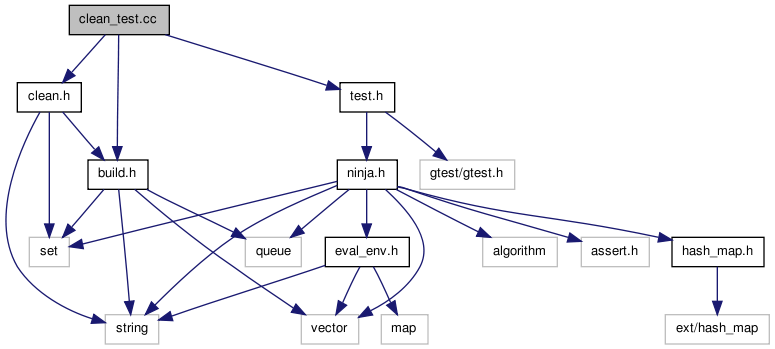 clean_test.cc
clean.h
test.h
build.h
ninja.h
gtest/gtest.h
set
queue
eval_env.h
algorithm
assert.h
hash_map.h
string
vector
map
ext/hash_map